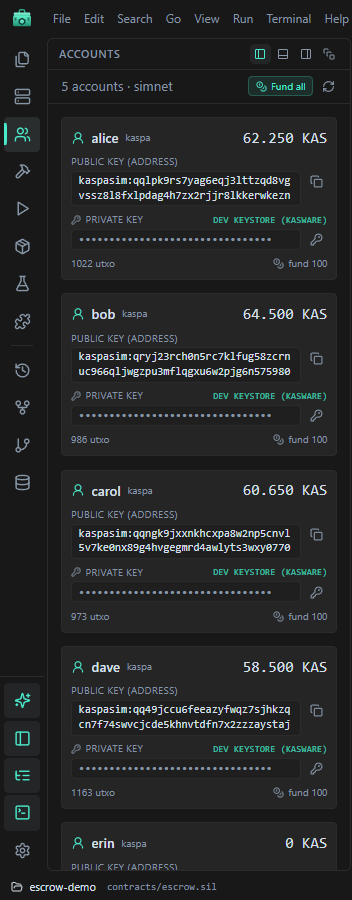 File Edit Search Go View Run Terminal Help
ACCOUNTS
5 accounts · simnet
Fund all
alice kaspa 62.250 KAS
PUBLIC KEY (ADDRESS)
kaspasim:qqlpk9rs7yag6eqj3lttzqd8vg
vssz8l8fxlpdag4h7zx2rjjr8lkkerwkezn
PRIVATE KEY DEV KEYSTORE (KASWARE)
1022 utxo fund 100
bob kaspa 64.500 KAS
PUBLIC KEY (ADDRESS)
kaspasim:qryj23rch0n5rc7klfug58zcrn
uc966qljwgzpu3mflqgxu6w2pjg6n575980
PRIVATE KEY DEV KEYSTORE (KASWARE)
986 utxo fund 100
carol kaspa 60.650 KAS
PUBLIC KEY (ADDRESS)
kaspasim:qqngk9jxxnkhcxpa8w2np5cnvl
5v7ke0nx89g4hvgegmrd4awlyts3wxy0770
PRIVATE KEY DEV KEYSTORE (KASWARE)
973 utxo fund 100
dave kaspa 58.500 KAS
PUBLIC KEY (ADDRESS)
kaspasim:qq49jccu6feeazyfwqz7sjhkzq
cn7f74swvcjcde5khnvtdfn7x2zzzaystaj
PRIVATE KEY DEV KEYSTORE (KASWARE)
1163 utxo fund 100
erin kaspa 0 KAS
PUBLIC KEY (ADDRESS)
escrow-demo contracts/escrow.sil